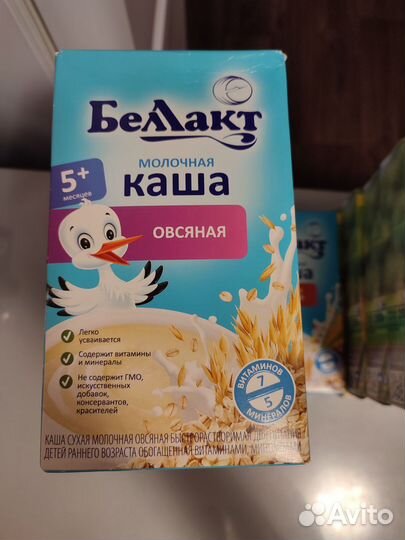 БеЛЛакт
МОЛОЧНАЯ
каша
5+
месяцев
ОВСЯНАЯ
Легко
усваивается
Содержит витамины
и минералы
Не содержит ГМО,
искусственных
добавок,
консервантов,
красителей
ВИТАМИНОВ
7
5
МИНЕРАЛОВ
КАША СУХАЯ МОЛОЧНАЯ ОВСЯНАЯ БЫСТРОРАСТВОРИМАЯ ДЛЯ ПИТАНИЯ
ДЕТЕЙ РАННЕГО ВОЗРАСТА ОБОГАЩЕННАЯ ВИТАМИНАМИ,
Avito